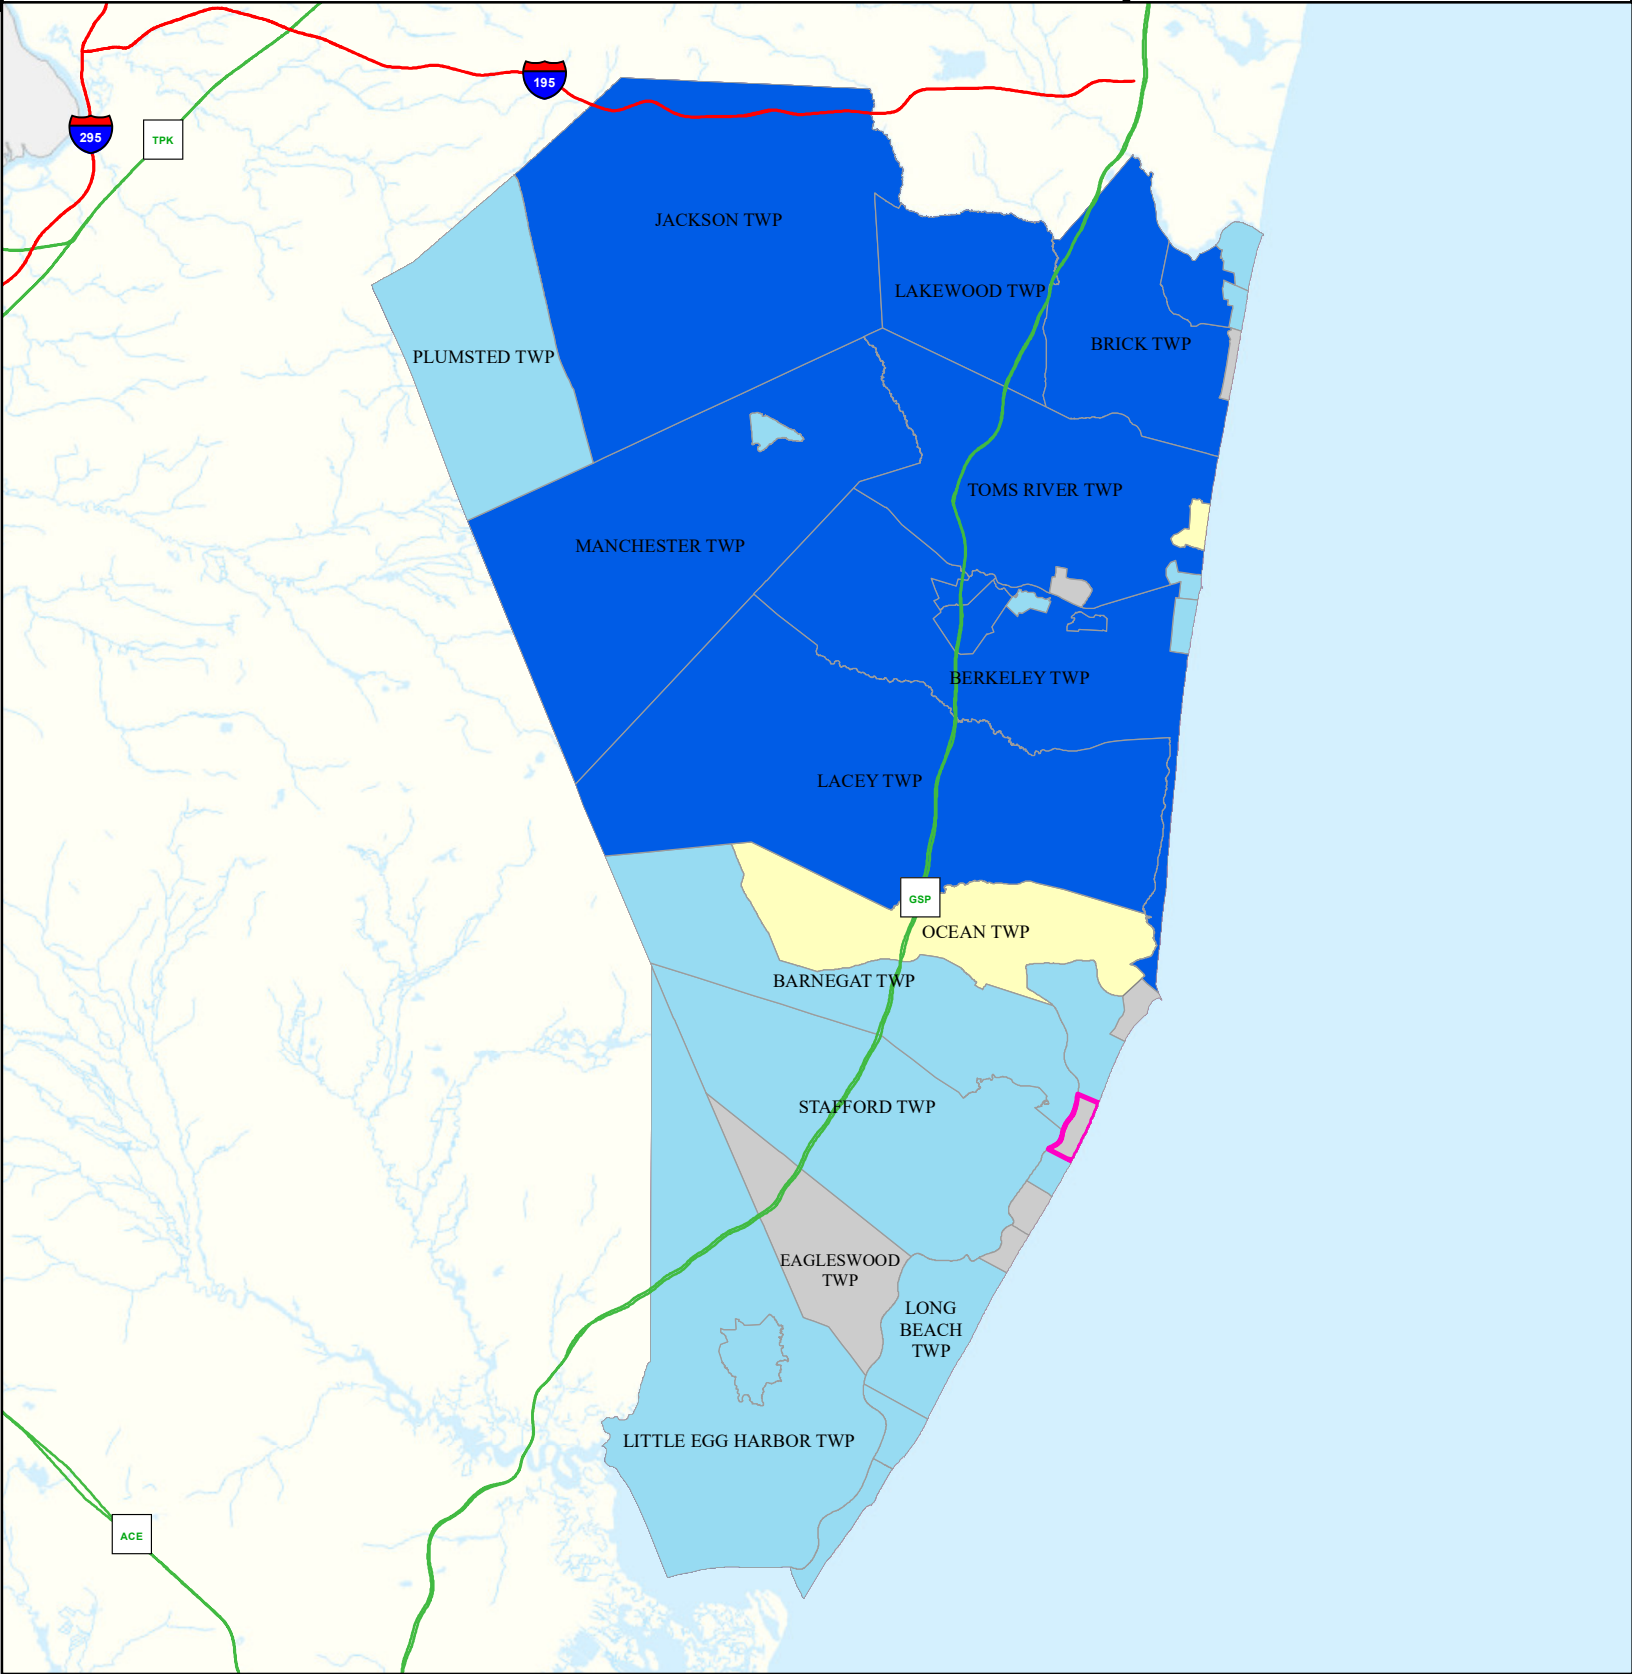 195
295
TPK
JACKSON TWP
LAKEWOOD TWP
BRICK TWP
PLUMSTED TWP
TOMS RIVER TWP
MANCHESTER TWP
BERKELEY TWP
LACEY TWP
GSP
OCEAN TWP
BARNEGAT TWP
STAFFORD TWP
EAGLESWOOD
TWP
LONG
BEACH
TWP
LITTLE EGG HARBOR TWP
ACE